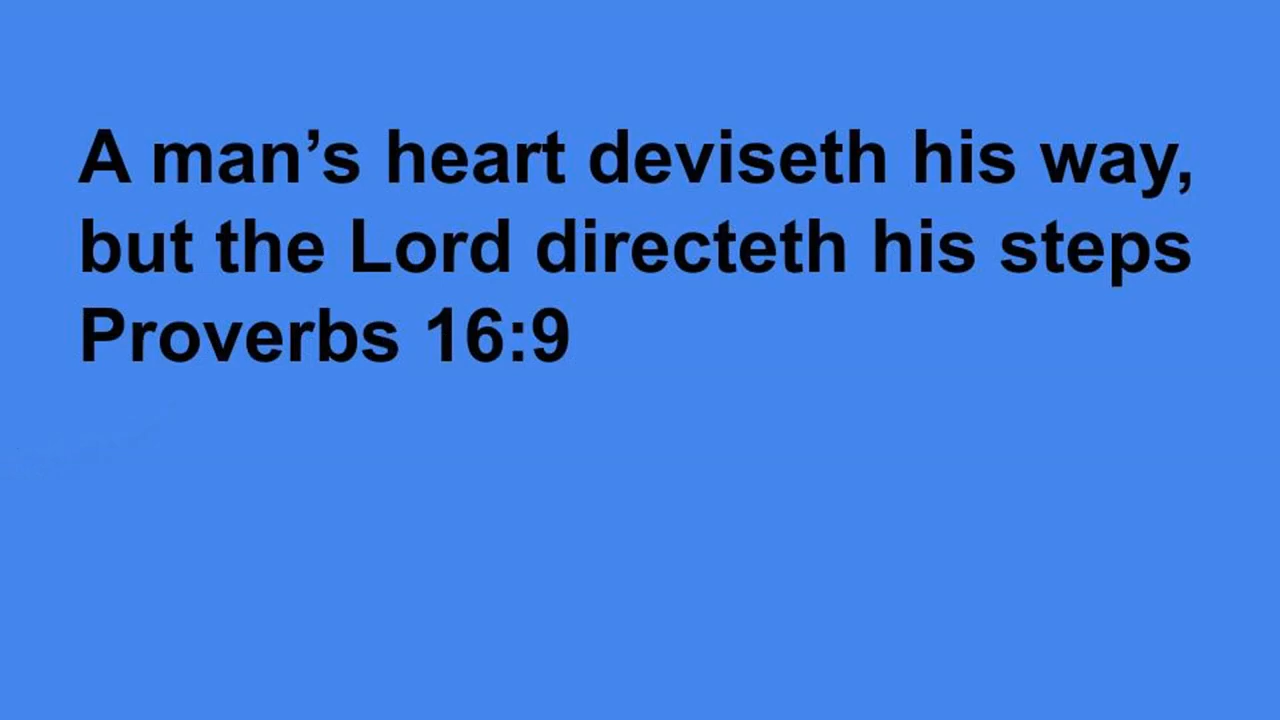 A man’s heart deviseth his way,
but the Lord directeth his steps
Proverbs 16:9